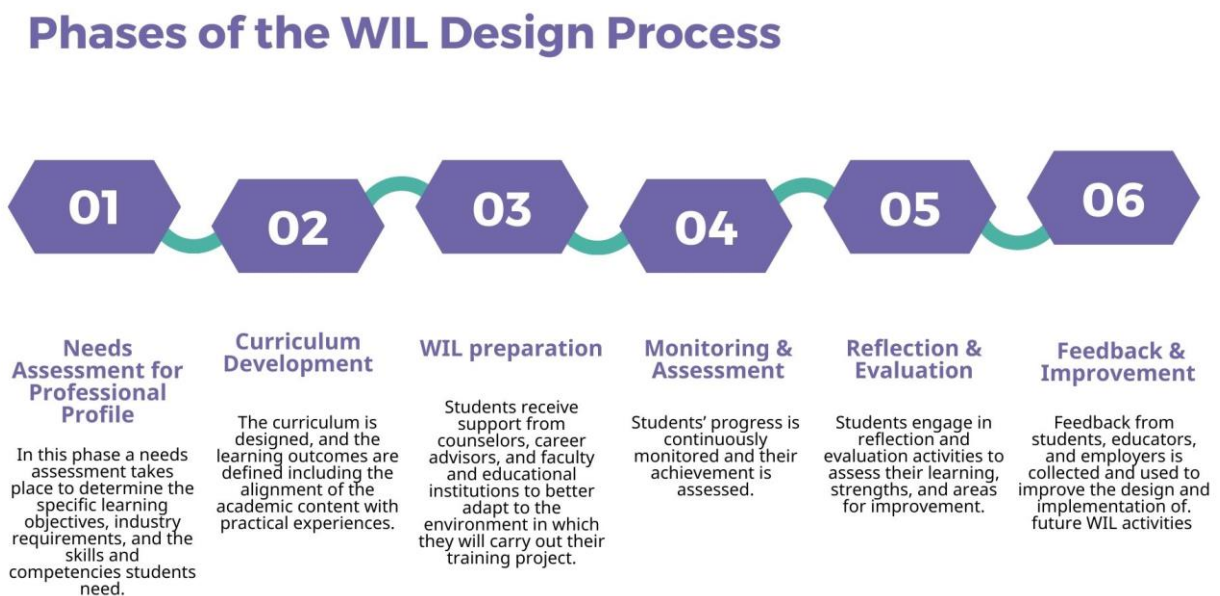 Phases of the WIL Design Process
01
02
03
04
05
06
Needs
Assessment for
Professional
Profile
In this phase a needs
assessment takes
place to determine the
specific learning
objectives, industry
requirements, and the
skills and
competencies students
need.
Curriculum
Development
The curriculum is
designed, and the
learning outcomes are
defined including the
alignment of the
academic content with
practical experiences.
WIL preparation
Students receive
support from
counselors, career
advisors, and faculty
and educational
institutions to better
adapt to the
environment in which
they will carry out their
training project.
Monitoring &
Assessment
Students’ progress is
continuously
monitored and their
achievement is
assessed.
Reflection &
Evaluation
Students engage in
reflection and
evaluation activities to
assess their learning,
strengths, and areas
for improvement.
Feedback &
Improvement
Feedback from
students, educators,
and employers is
collected and used to
improve the design and
implementation of.
future WIL activities